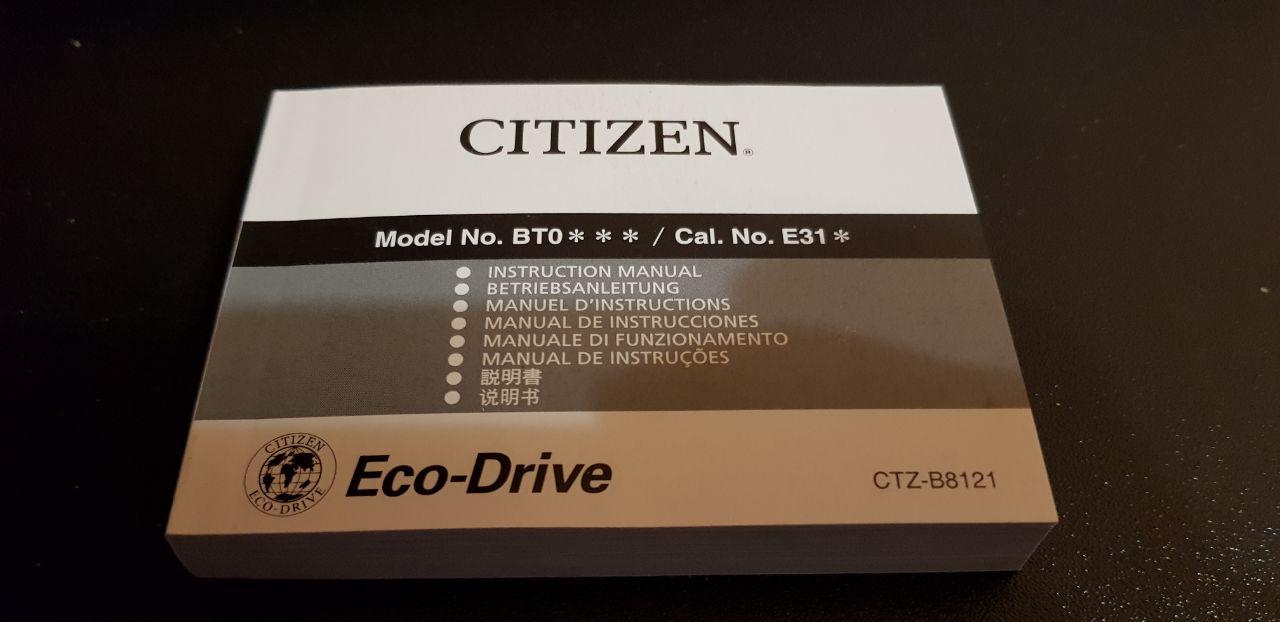 CITIZEN®
Model No. BT0＊＊＊ / Cal. No. E31＊
● INSTRUCTION MANUAL
● BETRIEBSANLEITUNG
● MANUEL D'INSTRUCTIONS
● MANUAL DE INSTRUCCIONES
● MANUALE DI FUNZIONAMENTO
● MANUAL DE INSTRUÇÕES
● 説明書
● 说明书
CITIZEN
ECO-DRIVE
Eco-Drive
CTZ-B8121